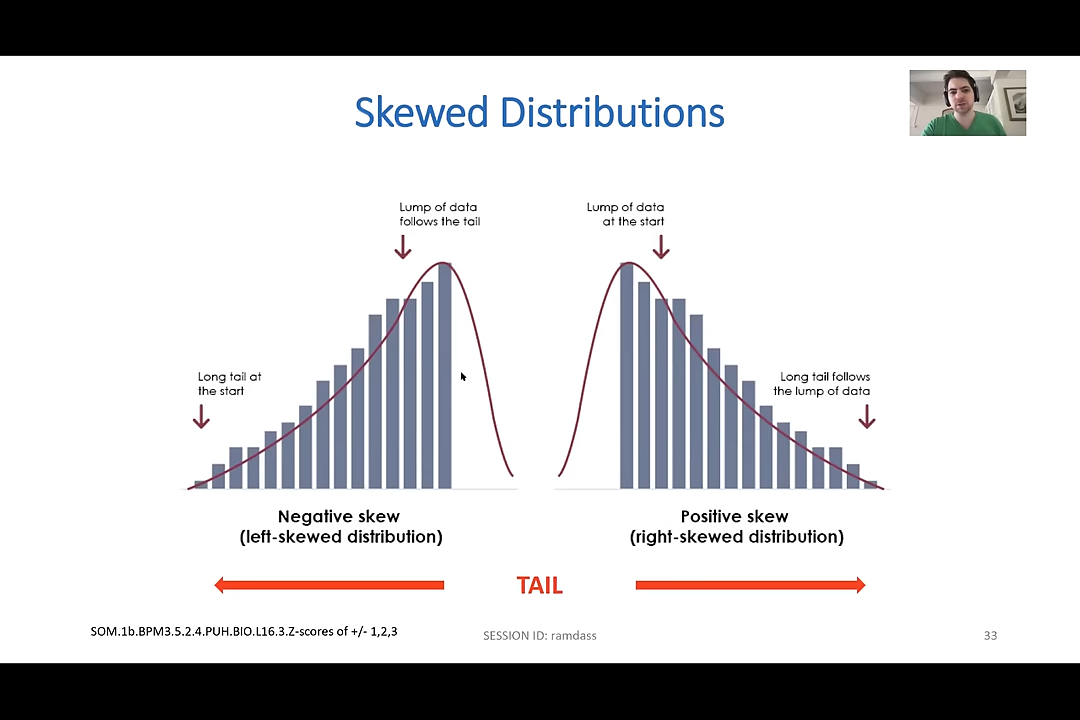 Skewed Distributions
Lump of data
follows the tail
Lump of data
at the start
Long tail at
the start
Long tail follows
the lump of data
Negative skew
(left-skewed distribution)
Positive skew
(right-skewed distribution)
TAIL
SOM.1b.BPM3.5.2.4.PUH.BIO.L16.3.Z-scores of +/- 1,2,3
SESSION ID: ramdass
33